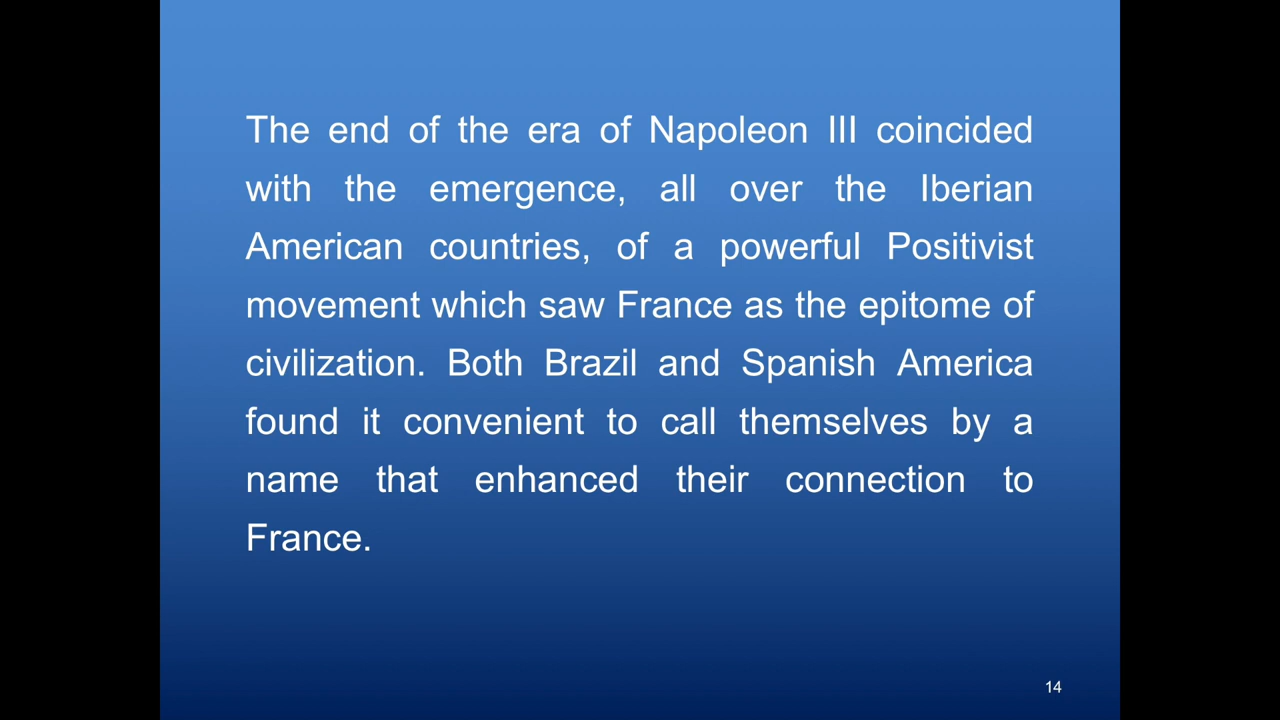 The end of the era of Napoleon III coincided
with the emergence, all over the Iberian
American countries, of a powerful Positivist
movement which saw France as the epitome of
civilization. Both Brazil and Spanish America
found it convenient to call themselves by a
name that enhanced their connection to
France.
14